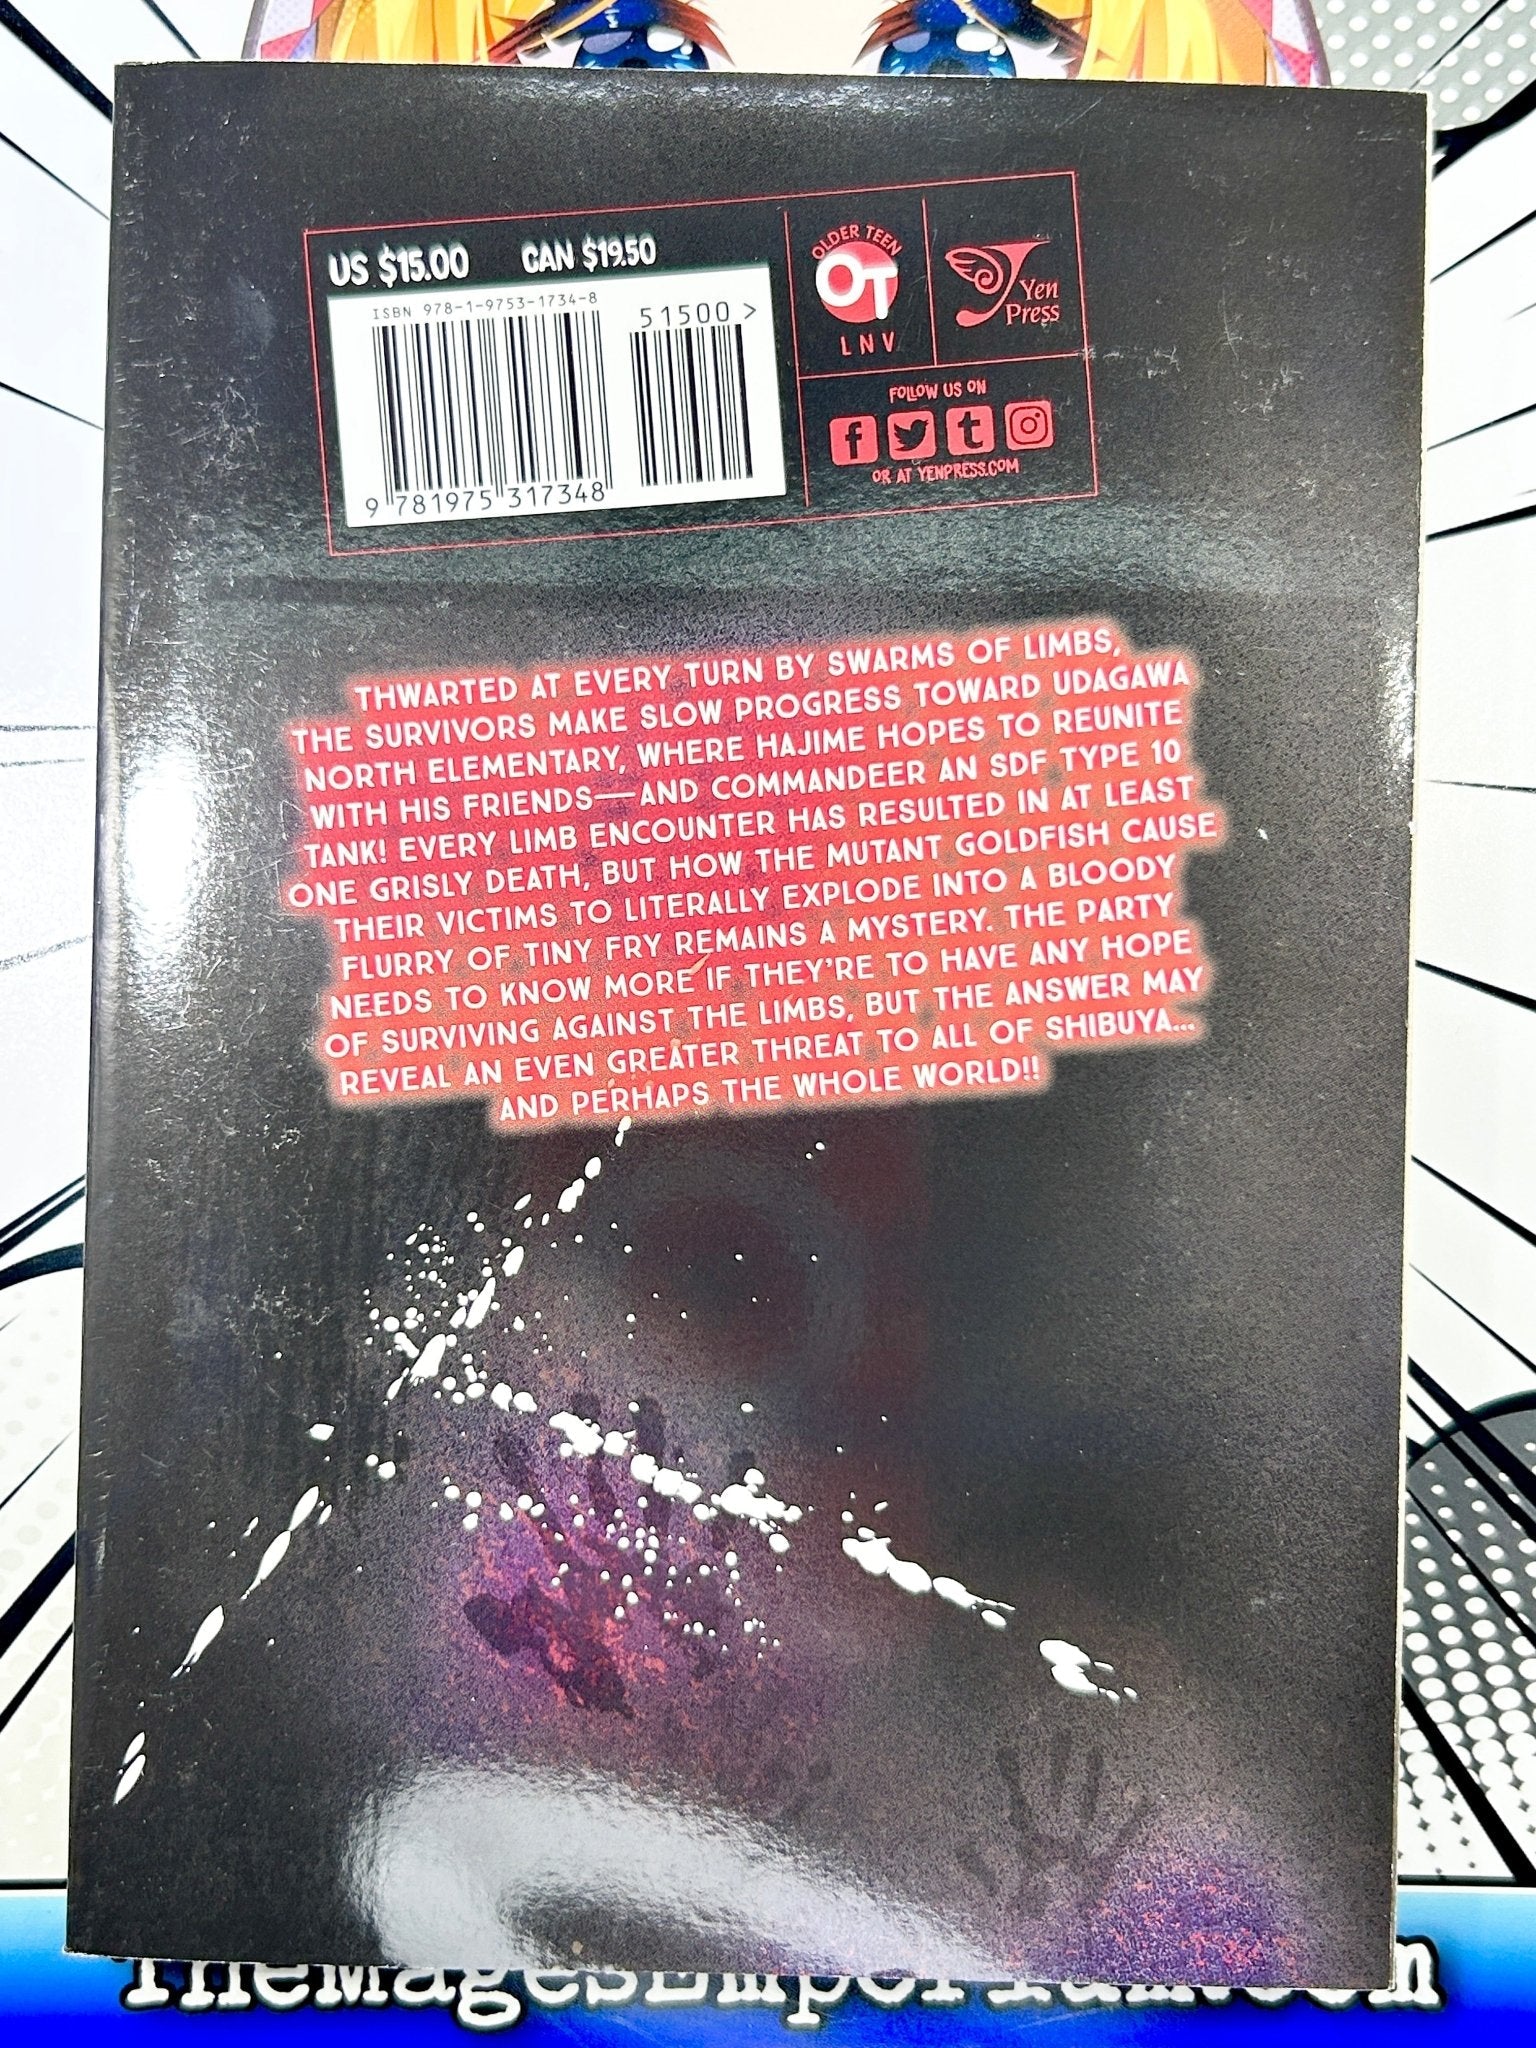 US $15.00 CAN $19.50
ISBN 978-1-9753-1734-8
51500 >
9 781975 317348
OLDER TEEN
OT
LNV
Yen
Press
FOLLOW US ON
OR AT YENPRESS.COM
THWARTED AT EVERY TURN BY SWARMS OF LIMBS,
THE SURVIVORS MAKE SLOW PROGRESS TOWARD UDAGAWA
NORTH ELEMENTARY, WHERE HAJIME HOPES TO REUNITE
WITH HIS FRIENDS—AND COMMANDEER AN SDF TYPE 10
TANK! EVERY LIMB ENCOUNTER HAS RESULTED IN AT LEAST
ONE GRISLY DEATH, BUT HOW THE MUTANT GOLDFISH CAUSE
THEIR VICTIMS TO LITERALLY EXPLODE INTO A BLOODY
FLURRY OF TINY FRY REMAINS A MYSTERY. THE PARTY
NEEDS TO KNOW MORE IF THEY'RE TO HAVE ANY HOPE
OF SURVIVING AGAINST THE LIMBS, BUT THE ANSWER MAY
REVEAL AN EVEN GREATER THREAT TO ALL OF SHIBUYA...
AND PERHAPS THE WHOLE WORLD!!
TheMagesEmporium.com